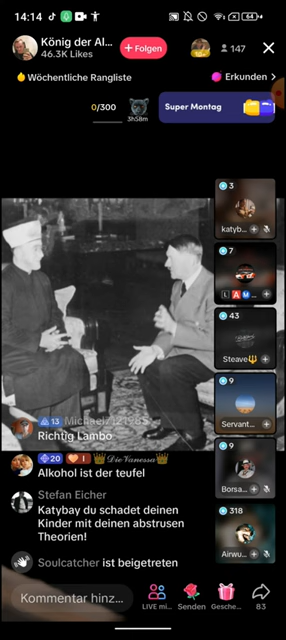 14:14
64
König der Al...
46.3K Likes
+ Folgen
147
Wöchentliche Rangliste
Erkunden >
0/300
3h58m
Super Montag
3
katyb...
7
L A M...
43
Steave🔱
9
Servant...
9
Borsa...
318
Airwu...
13 Michael712198S
Richtig Lambo
20 1 👑𝔇𝔦𝔢𝔙𝔞𝔫𝔢𝔰𝔰𝔞👑
Alkohol ist der teufel
Stefan Eicher
Katybay du schadet deinen
Kinder mit deinen abstrusen
Theorien!
Soulcatcher ist beigetreten
Kommentar hinz...
LIVE mi...
Senden
Gesche...
83